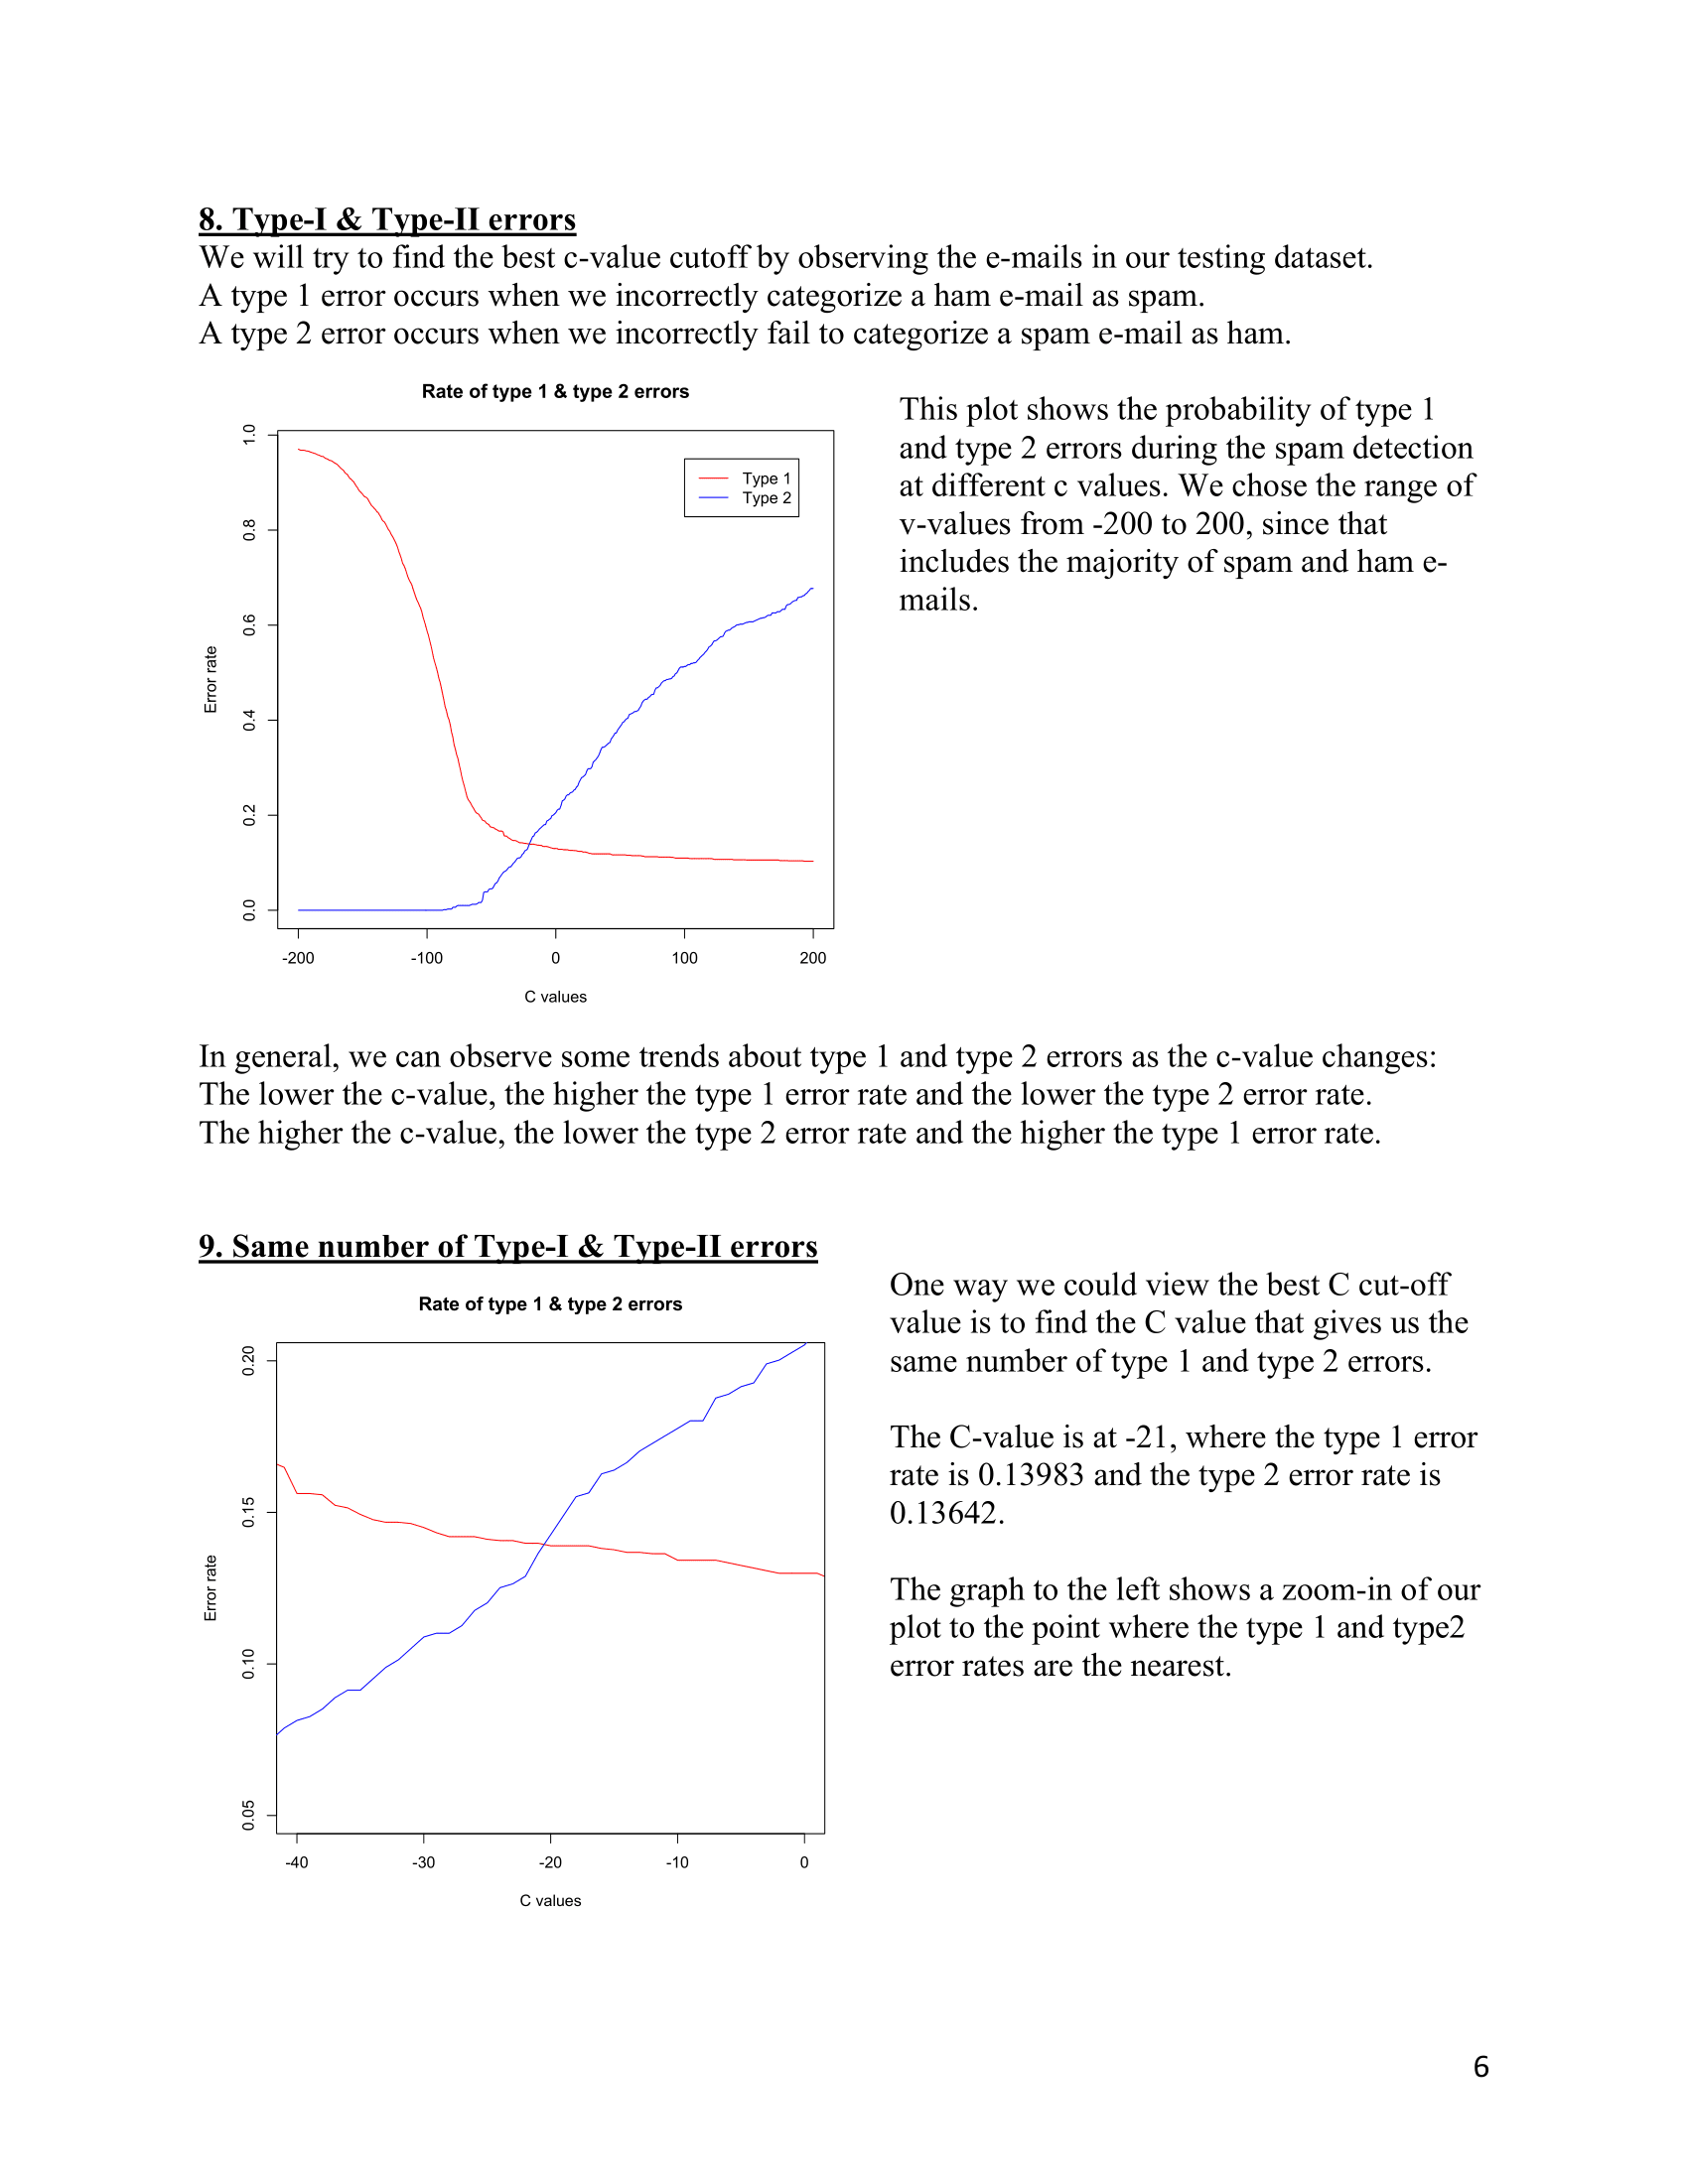 8. Type-I & Type-II errors
We will try to find the best c-value cutoff by observing the e-mails in our testing dataset.
A type 1 error occurs when we incorrectly categorize a ham e-mail as spam.
A type 2 error occurs when we incorrectly fail to categorize a spam e-mail as ham.
Rate of type 1 & type 2 errors
1.0
0.8
0.6
0.4
0.2
0.0
Error rate
Type 1
Type 2
-200
-100
0
100
200
C values
This plot shows the probability of type 1
and type 2 errors during the spam detection
at different c values. We chose the range of
v-values from -200 to 200, since that
includes the majority of spam and ham e-
mails.
In general, we can observe some trends about type 1 and type 2 errors as the c-value changes:
The lower the c-value, the higher the type 1 error rate and the lower the type 2 error rate.
The higher the c-value, the lower the type 2 error rate and the higher the type 1 error rate.
9. Same number of Type-I & Type-II errors
Rate of type 1 & type 2 errors
0.20
0.15
0.10
0.05
Error rate
-40
-30
-20
-10
0
C values
One way we could view the best C cut-off
value is to find the C value that gives us the
same number of type 1 and type 2 errors.
The C-value is at -21, where the type 1 error
rate is 0.13983 and the type 2 error rate is
0.13642.
The graph to the left shows a zoom-in of our
plot to the point where the type 1 and type2
error rates are the nearest.
6